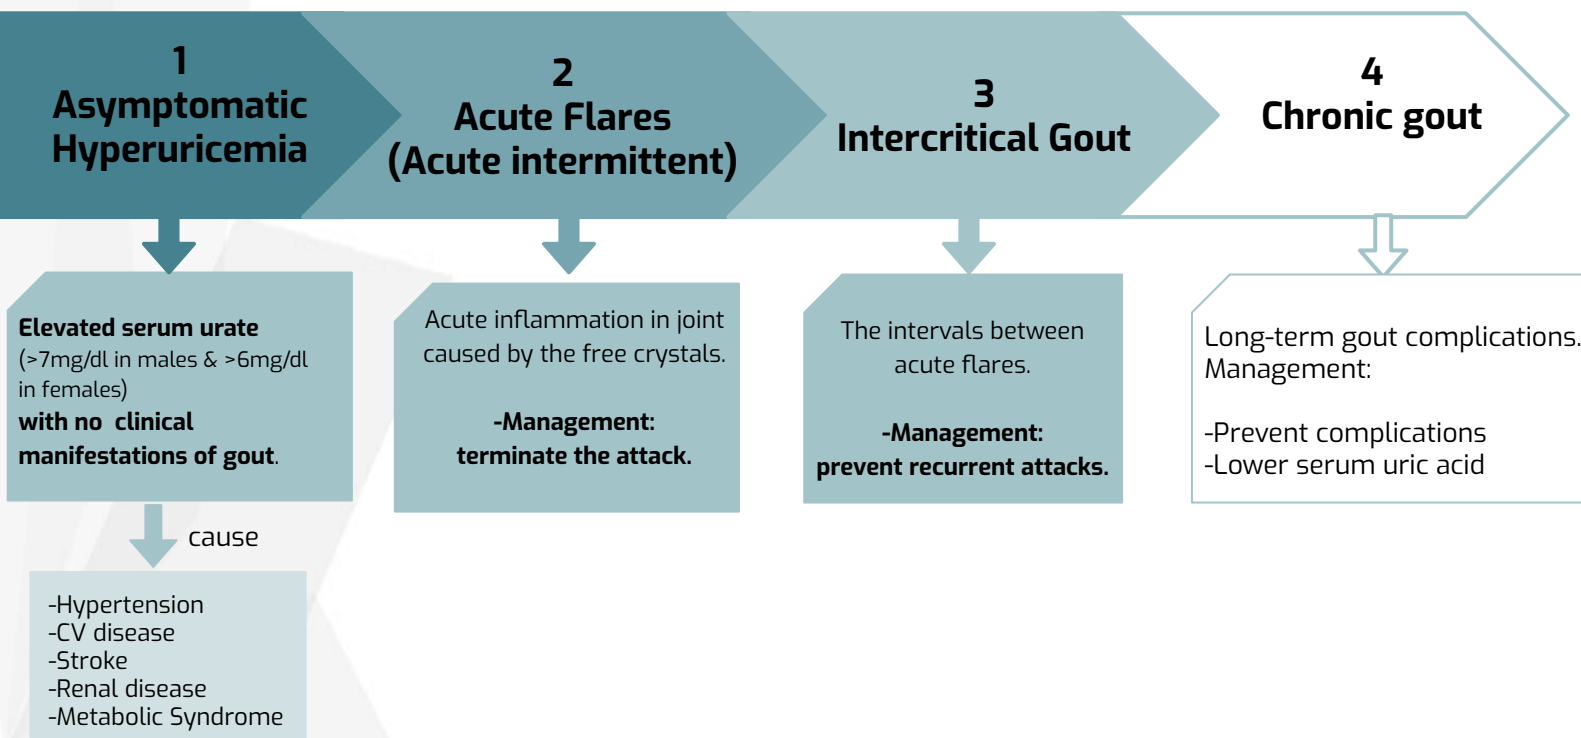 1
Asymptomatic
Hyperuricemia
2
Acute Flares
(Acute intermittent)
3
Intercritical Gout
4
Chronic gout
Elevated serum urate
(>7mg/dl in males & >6mg/dl
in females)
with no clinical
manifestations of gout.
cause
-Hypertension
-CV disease
-Stroke
-Renal disease
-Metabolic Syndrome
Acute inflammation in joint
caused by the free crystals.
-Management:
terminate the attack.
The intervals between
acute flares.
-Management:
prevent recurrent attacks.
Long-term gout complications.
Management:
-Prevent complications
-Lower serum uric acid